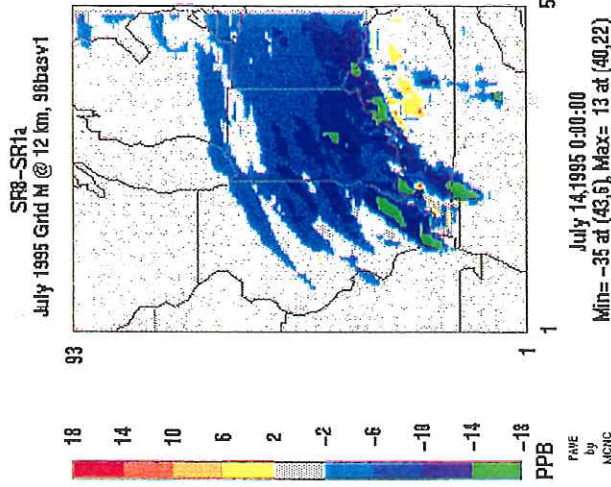 SR8-SR1a
July 1995 Grid M @ 12 km, 96basv1
93
1
5
18
14
10
6
2
-2
-6
-10
-14
-18
PPB
PAVE
by
MCNC
July 14,1995 0:00:00
Min= -35 at (43,6), Max= 13 at (40,22)